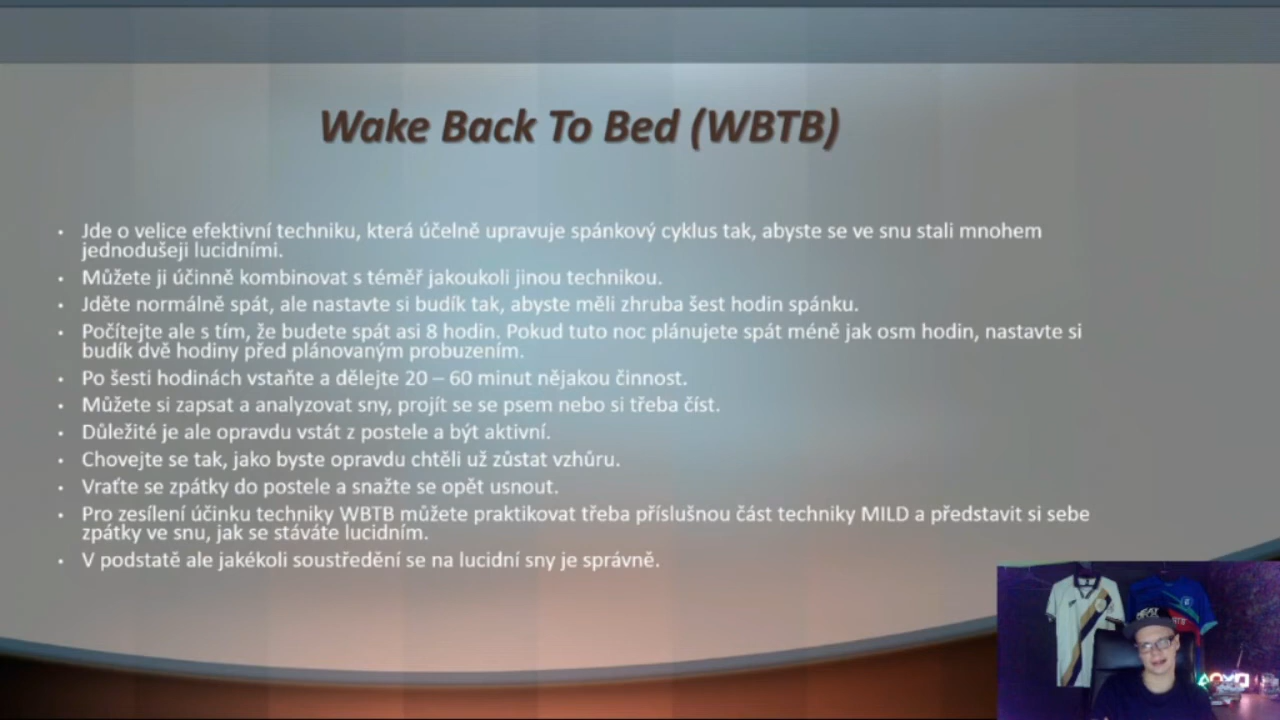 Wake Back To Bed (WBTB)
• Jde o velice efektivní techniku, která účelně upravuje spánkový cyklus tak, abyste se ve snu stali mnohem
jednodušeji lucidními.
• Můžete ji účinně kombinovat s téměř jakoukoli jinou technikou.
• Jděte normálně spát, ale nastavte si budík tak, abyste měli zhruba šest hodin spánku.
• Počítejte ale s tím, že budete spát asi 8 hodin. Pokud tuto noc plánujete spát méně jak osm hodin, nastavte si
budík dvě hodiny před plánovaným probuzením.
• Po šesti hodinách vstaňte a dělejte 20 – 60 minut nějakou činnost.
• Můžete si zapsat a analyzovat sny, projít se se psem nebo si třeba číst.
• Důležité je ale opravdu vstát z postele a být aktivní.
• Chovejte se tak, jako byste opravdu chtěli už zůstat vzhůru.
• Vraťte se zpátky do postele a snažte se opět usnout.
• Pro zesílení účinku techniky WBTB můžete praktikovat třeba příslušnou část techniky MILD a představit si sebe
zpátky ve snu, jak se stáváte lucidním.
• V podstatě ale jakékoli soustředění se na lucidní sny je správně.